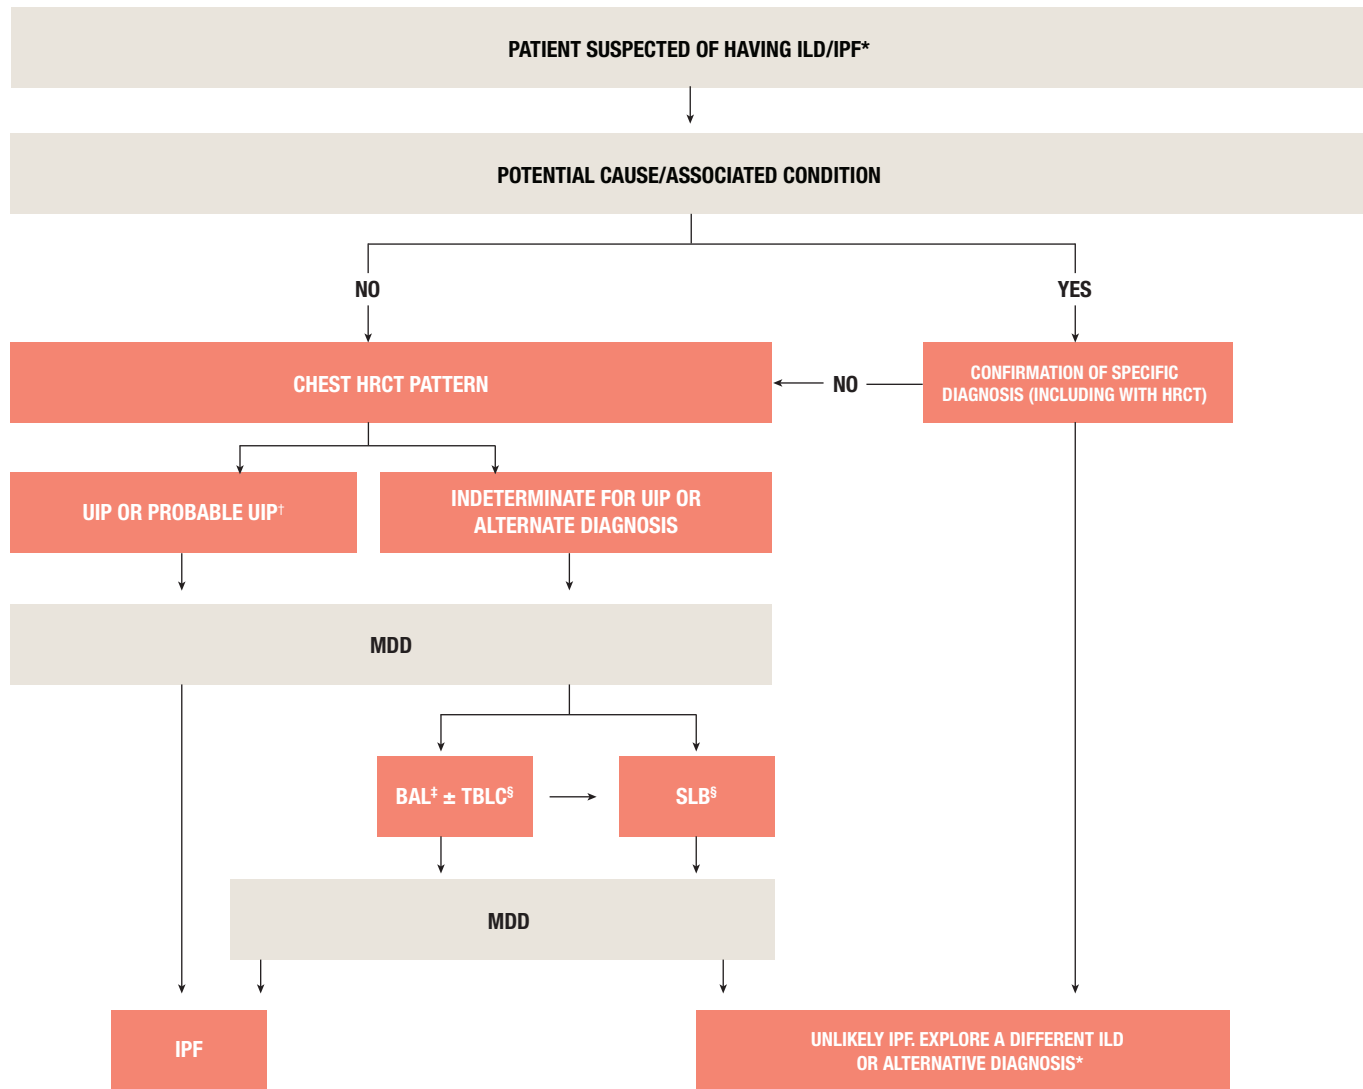 PATIENT SUSPECTED OF HAVING ILD/IPF*
POTENTIAL CAUSE/ASSOCIATED CONDITION
NO
YES
CHEST HRCT PATTERN
NO
CONFIRMATION OF SPECIFIC
DIAGNOSIS (INCLUDING WITH HRCT)
UIP OR PROBABLE UIP†
INDETERMINATE FOR UIP OR
ALTERNATE DIAGNOSIS
MDD
BAL‡ ± TBLC§
SLB§
MDD
IPF
UNLIKELY IPF. EXPLORE A DIFFERENT ILD
OR ALTERNATIVE DIAGNOSIS*